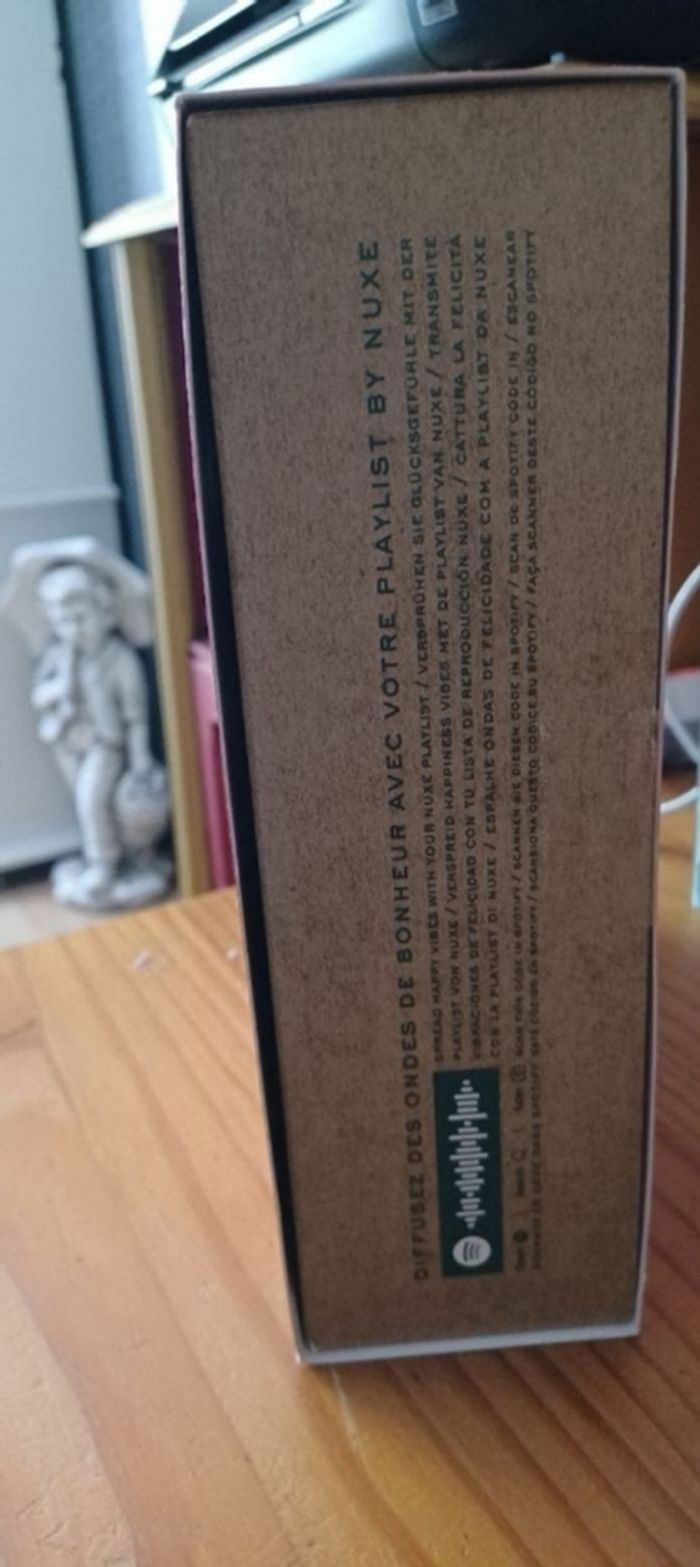 DIFFUSEZ DES ONDES DE BONHEUR AVEC VOTRE PLAYLIST BY NUXE
SPREAD HAPPY VIBES WITH YOUR NUXE PLAYLIST / VERSPRÜHEN SIE GLÜCKSGEFÜHLE MIT DER
PLAYLIST VON NUXE / VERSPREID HAPPINESS VIBES MET DE PLAYLIST VAN NUXE / TRANSMITE
VIBRACIONES DE FELICIDAD CON TU LISTA DE REPRODUCCIÓN NUXE / CATTURA LA FELICITÀ
CON LA PLAYLIST DI NUXE / ESPALHE ONDAS DE FELICIDADE COM A PLAYLIST DA NUXE
SCAN THIS CODE IN SPOTIFY / SCANNEN SIE DIESEN CODE IN SPOTIFY / SCAN DE SPOTIFY CODE IN / ESCANEAR
ESTE CÓDIGO EN SPOTIFY / SCANSIONA QUESTO CODICE SU SPOTIFY / FAÇA SCANNER DESTE CÓDIGO NO SPOTIFY